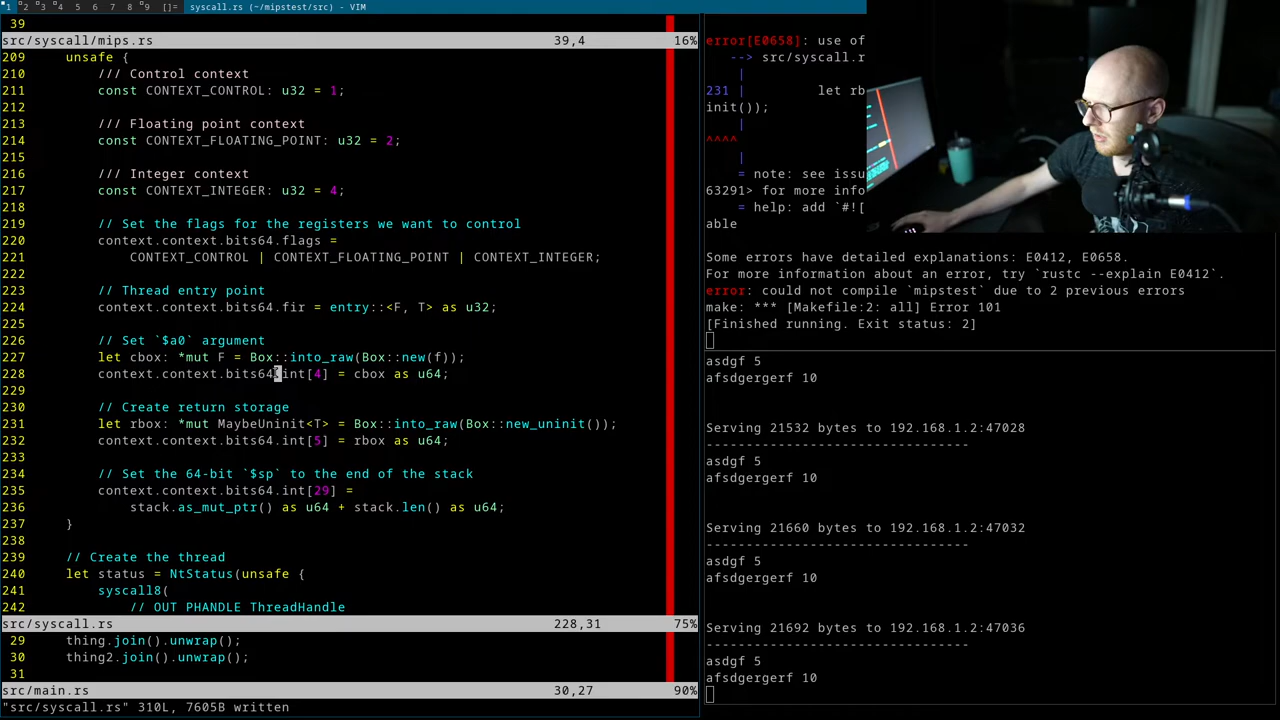 1 2 3 4 5 6 7 8 9 []= syscall.rs (~/mipstest/src) - VIM
39
src/syscall/mips.rs 39,4 16%
209 unsafe {
210 /// Control context
211 const CONTEXT_CONTROL: u32 = 1;
212
213 /// Floating point context
214 const CONTEXT_FLOATING_POINT: u32 = 2;
215
216 /// Integer context
217 const CONTEXT_INTEGER: u32 = 4;
218
219 // Set the flags for the registers we want to control
220 context.context.bits64.flags =
221 CONTEXT_CONTROL | CONTEXT_FLOATING_POINT | CONTEXT_INTEGER;
222
223 // Thread entry point
224 context.context.bits64.fir = entry::<F, T> as u32;
225
226 // Set `$a0` argument
227 let cbox: *mut F = Box::into_raw(Box::new(f));
228 context.context.bits64.int[4] = cbox as u64;
229
230 // Create return storage
231 let rbox: *mut MaybeUninit<T> = Box::into_raw(Box::new_uninit());
232 context.context.bits64.int[5] = rbox as u64;
233
234 // Set the 64-bit `$sp` to the end of the stack
235 context.context.bits64.int[29] =
236 stack.as_mut_ptr() as u64 + stack.len() as u64;
237 }
238
239 // Create the thread
240 let status = NtStatus(unsafe {
241 syscall8(
242 // OUT PHANDLE ThreadHandle
src/syscall.rs 228,31 75%
29 thing.join().unwrap();
30 thing2.join().unwrap();
31
src/main.rs 30,27 90%
"src/syscall.rs" 310L, 7605B written
error[E0658]: use of
--> src/syscall.r
|
231 | let rb
init());
|
^^^^
|
= note: see issu
63291> for more info
= help: add `#![
able
Some errors have detailed explanations: E0412, E0658.
For more information about an error, try `rustc --explain E0412`.
error: could not compile `mipstest` due to 2 previous errors
make: *** [Makefile:2: all] Error 101
[Finished running. Exit status: 2]
asdgf 5
afsdgergerf 10
Serving 21532 bytes to 192.168.1.2:47028
---------------------------------
asdgf 5
afsdgergerf 10
Serving 21660 bytes to 192.168.1.2:47032
---------------------------------
asdgf 5
afsdgergerf 10
Serving 21692 bytes to 192.168.1.2:47036
---------------------------------
asdgf 5
afsdgergerf 10